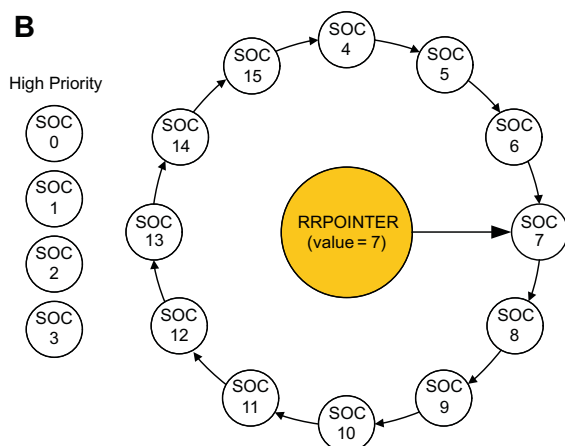 B
High Priority
SOC
0
SOC
1
SOC
2
SOC
3
SOC
4
SOC
5
SOC
6
SOC
7
SOC
8
SOC
9
SOC
10
SOC
11
SOC
12
SOC
13
SOC
14
SOC
15
RRPOINTER
(value = 7)